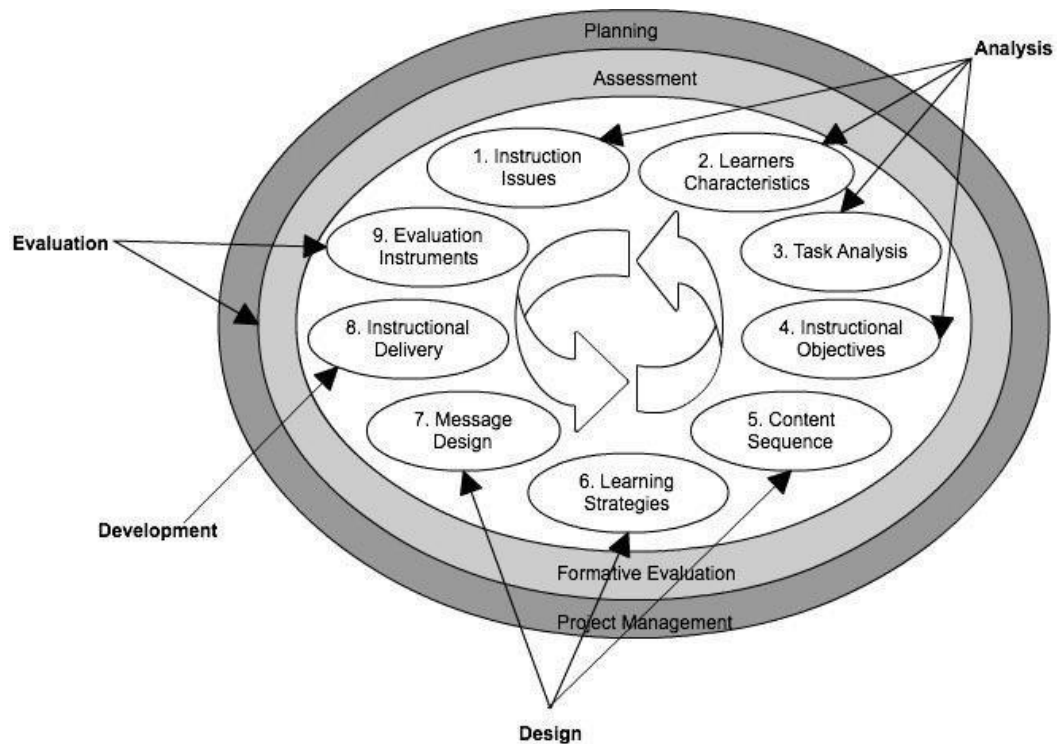 Planning
Analysis
Assessment
1. Instruction
Issues
2. Learners
Characteristics
9. Evaluation
Instruments
3. Task Analysis
Evaluation
8. Instructional
Delivery
4. Instructional
Objectives
7. Message
Design
5. Content
Sequence
6. Learning
Strategies
Development
Formative Evaluation
Project Management
Design